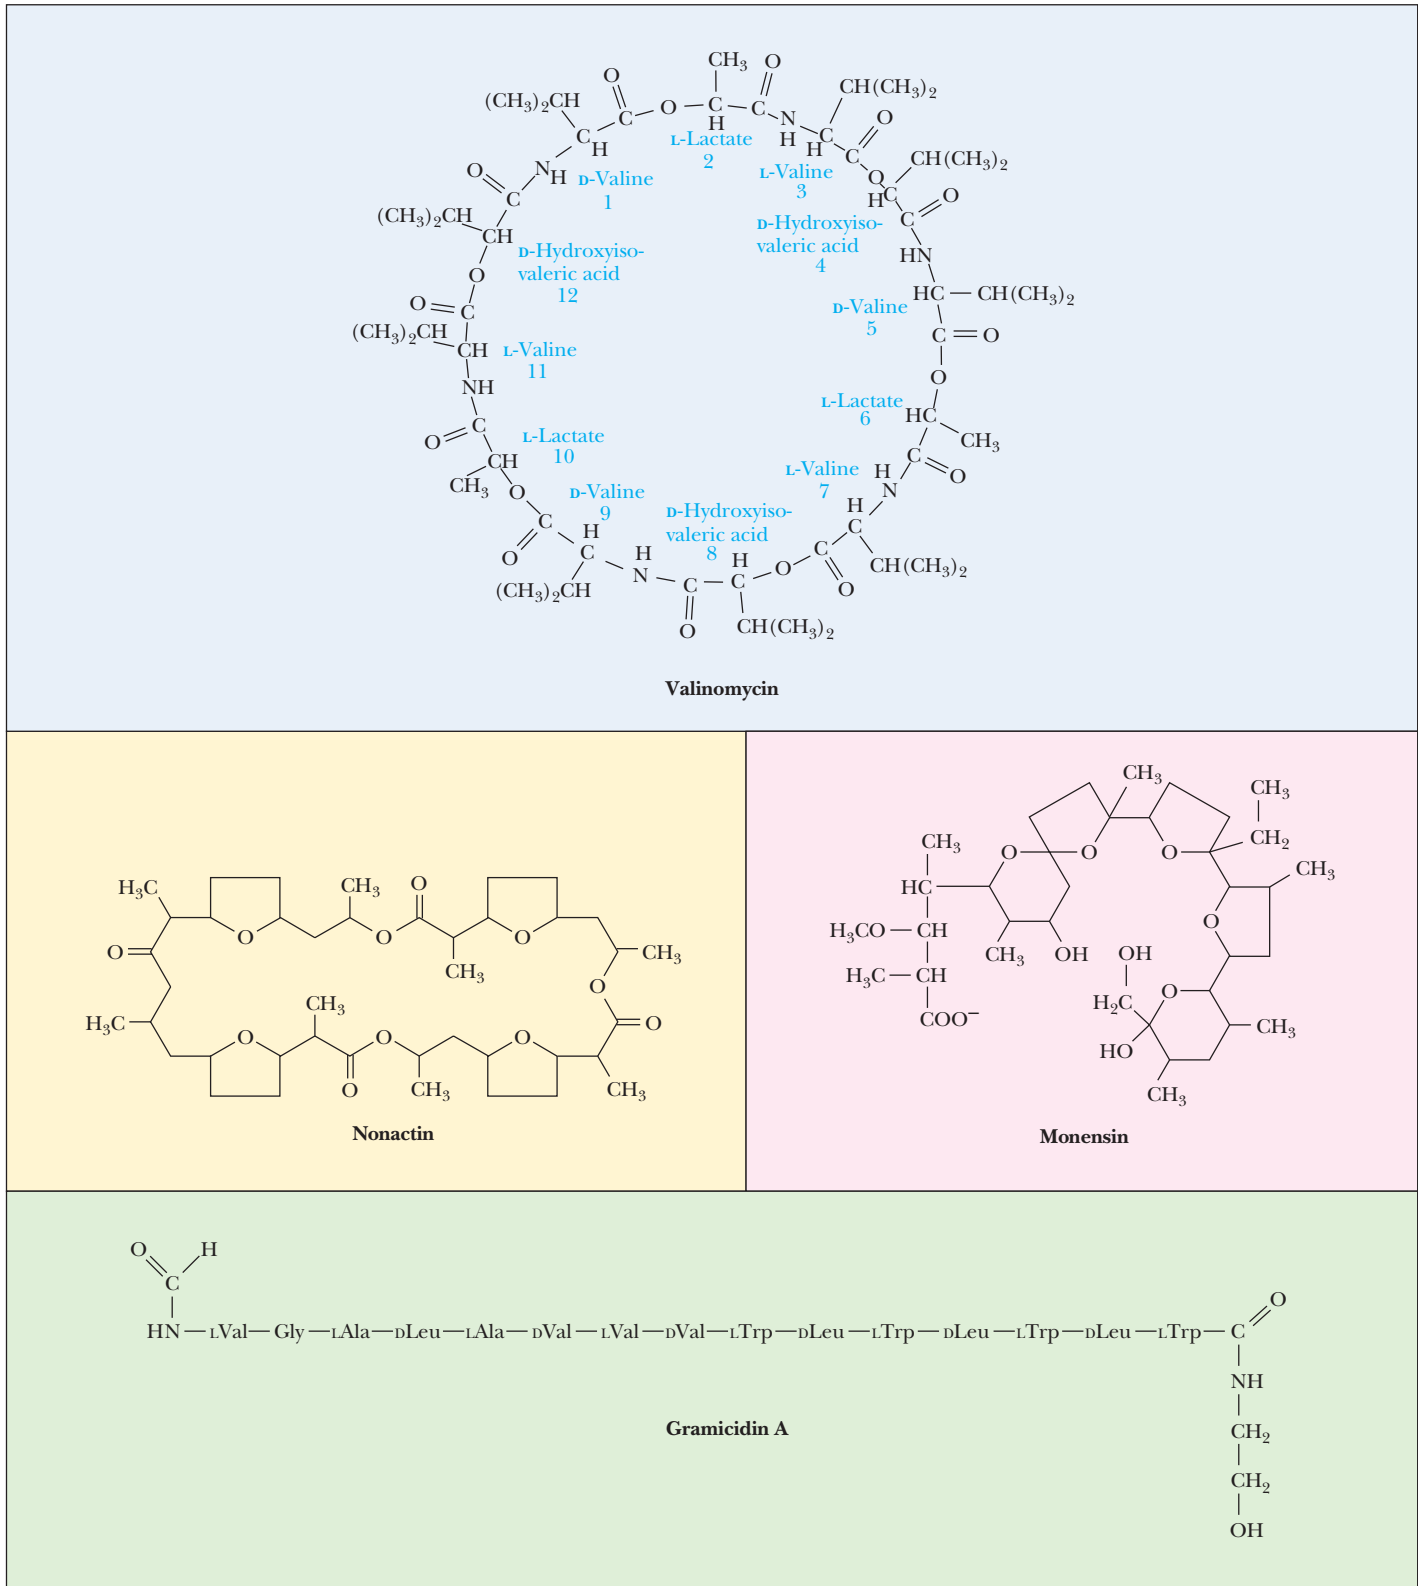 CH₃
O
O
(CH₃)₂CH
CH(CH₃)₂
C
O
C
C
N
H
H
C
H
C
H
O
C
L-Lactate
2
NH
D-Valine
1
L-Valine
3
O
CH(CH₃)₂
O
C
H
C
C
O
(CH₃)₂CH
CH
D-Hydroxyiso-
valeric acid
12
D-Hydroxyiso-
valeric acid
4
HN
O
HC
CH(CH₃)₂
D-Valine
5
O
C
(CH₃)₂CH
CH
L-Valine
11
C
O
NH
O
L-Lactate
6
HC
CH₃
O
C
L-Lactate
10
CH
CH₃
O
L-Valine
7
H
N
C
O
D-Valine
9
D-Hydroxyiso-
valeric acid
8
H
C
C
O
H
C
H
N
C
H
C
O
C
O
(CH₃)₂CH
CH(CH₃)₂
O
CH(CH₃)₂
Valinomycin
H₃C
O
CH₃
O
O
CH₃
O
O
CH₃
O
H₃C
O
CH₃
O
O
O
O
CH₃
O
CH₃
Nonactin
CH₃
CH₃
CH₂
CH₃
O
O
O
CH₃
HC
O
H₃CO
CH
CH₃
OH
OH
H₃C
CH
H₂C
O
COO⁻
HO
CH₃
CH₃
Monensin
O
H
C
HN—LVal—Gly—LAla—DLeu—LAla—DVal—LVal—DVal—LTrp—DLeu—LTrp—DLeu—LTrp—DLeu—LTrp—C
O
NH
CH₂
CH₂
OH
Gramicidin A